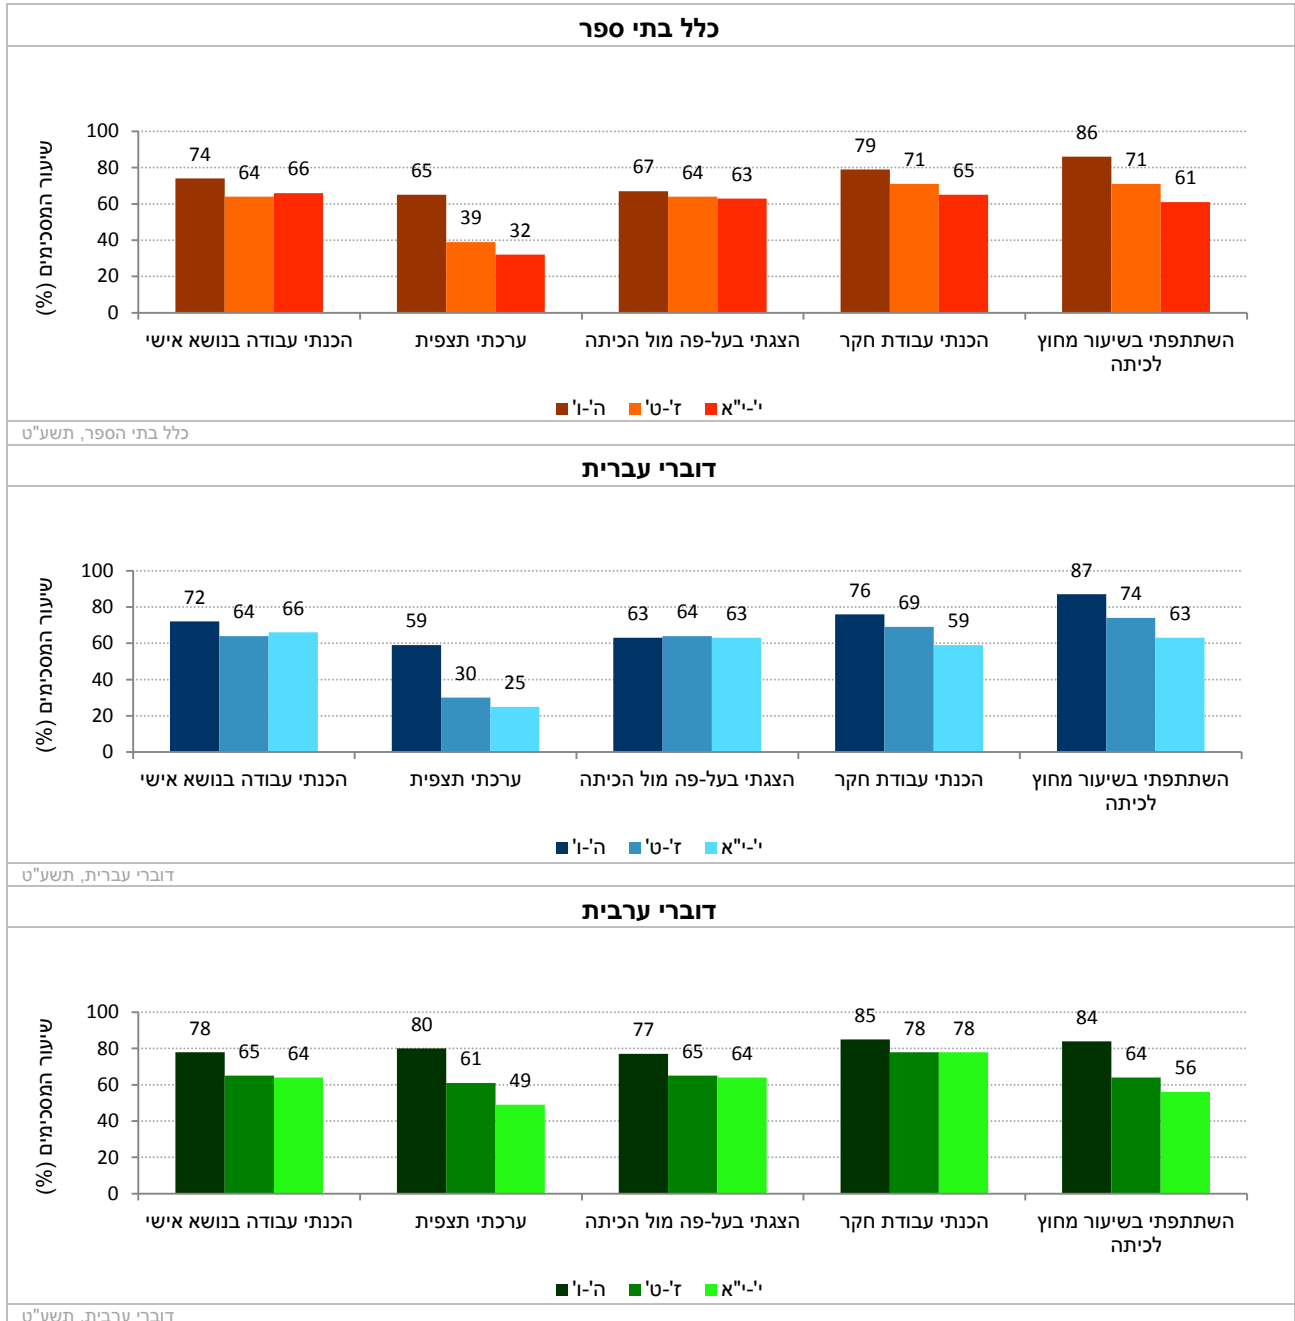 כלל בתי ספר
שיעור המסכימים (%)
100
80
60
40
20
0
74 64 66 65 39 32 67 64 63 79 71 65 86 71 61
הכנתי עבודה בנושא אישי
ערכתי תצפית
הצגתי בעל-פה מול הכיתה
הכנתי עבודת חקר
השתתפתי בשיעור מחוץ
לכיתה
ה'-ו' ז'-ט' י'-י"א
כלל בתי הספר, תשע"ט
דוברי עברית
שיעור המסכימים (%)
100
80
60
40
20
0
72 64 66 59 30 25 63 64 63 76 69 59 87 74 63
הכנתי עבודה בנושא אישי
ערכתי תצפית
הצגתי בעל-פה מול הכיתה
הכנתי עבודת חקר
השתתפתי בשיעור מחוץ
לכיתה
ה'-ו' ז'-ט' י'-י"א
דוברי עברית, תשע"ט
דוברי ערבית
שיעור המסכימים (%)
100
80
60
40
20
0
78 65 64 80 61 49 77 65 64 85 78 78 84 64 56
הכנתי עבודה בנושא אישי
ערכתי תצפית
הצגתי בעל-פה מול הכיתה
הכנתי עבודת חקר
השתתפתי בשיעור מחוץ
לכיתה
ה'-ו' ז'-ט' י'-י"א
דוברי ערבית, תשע"ט